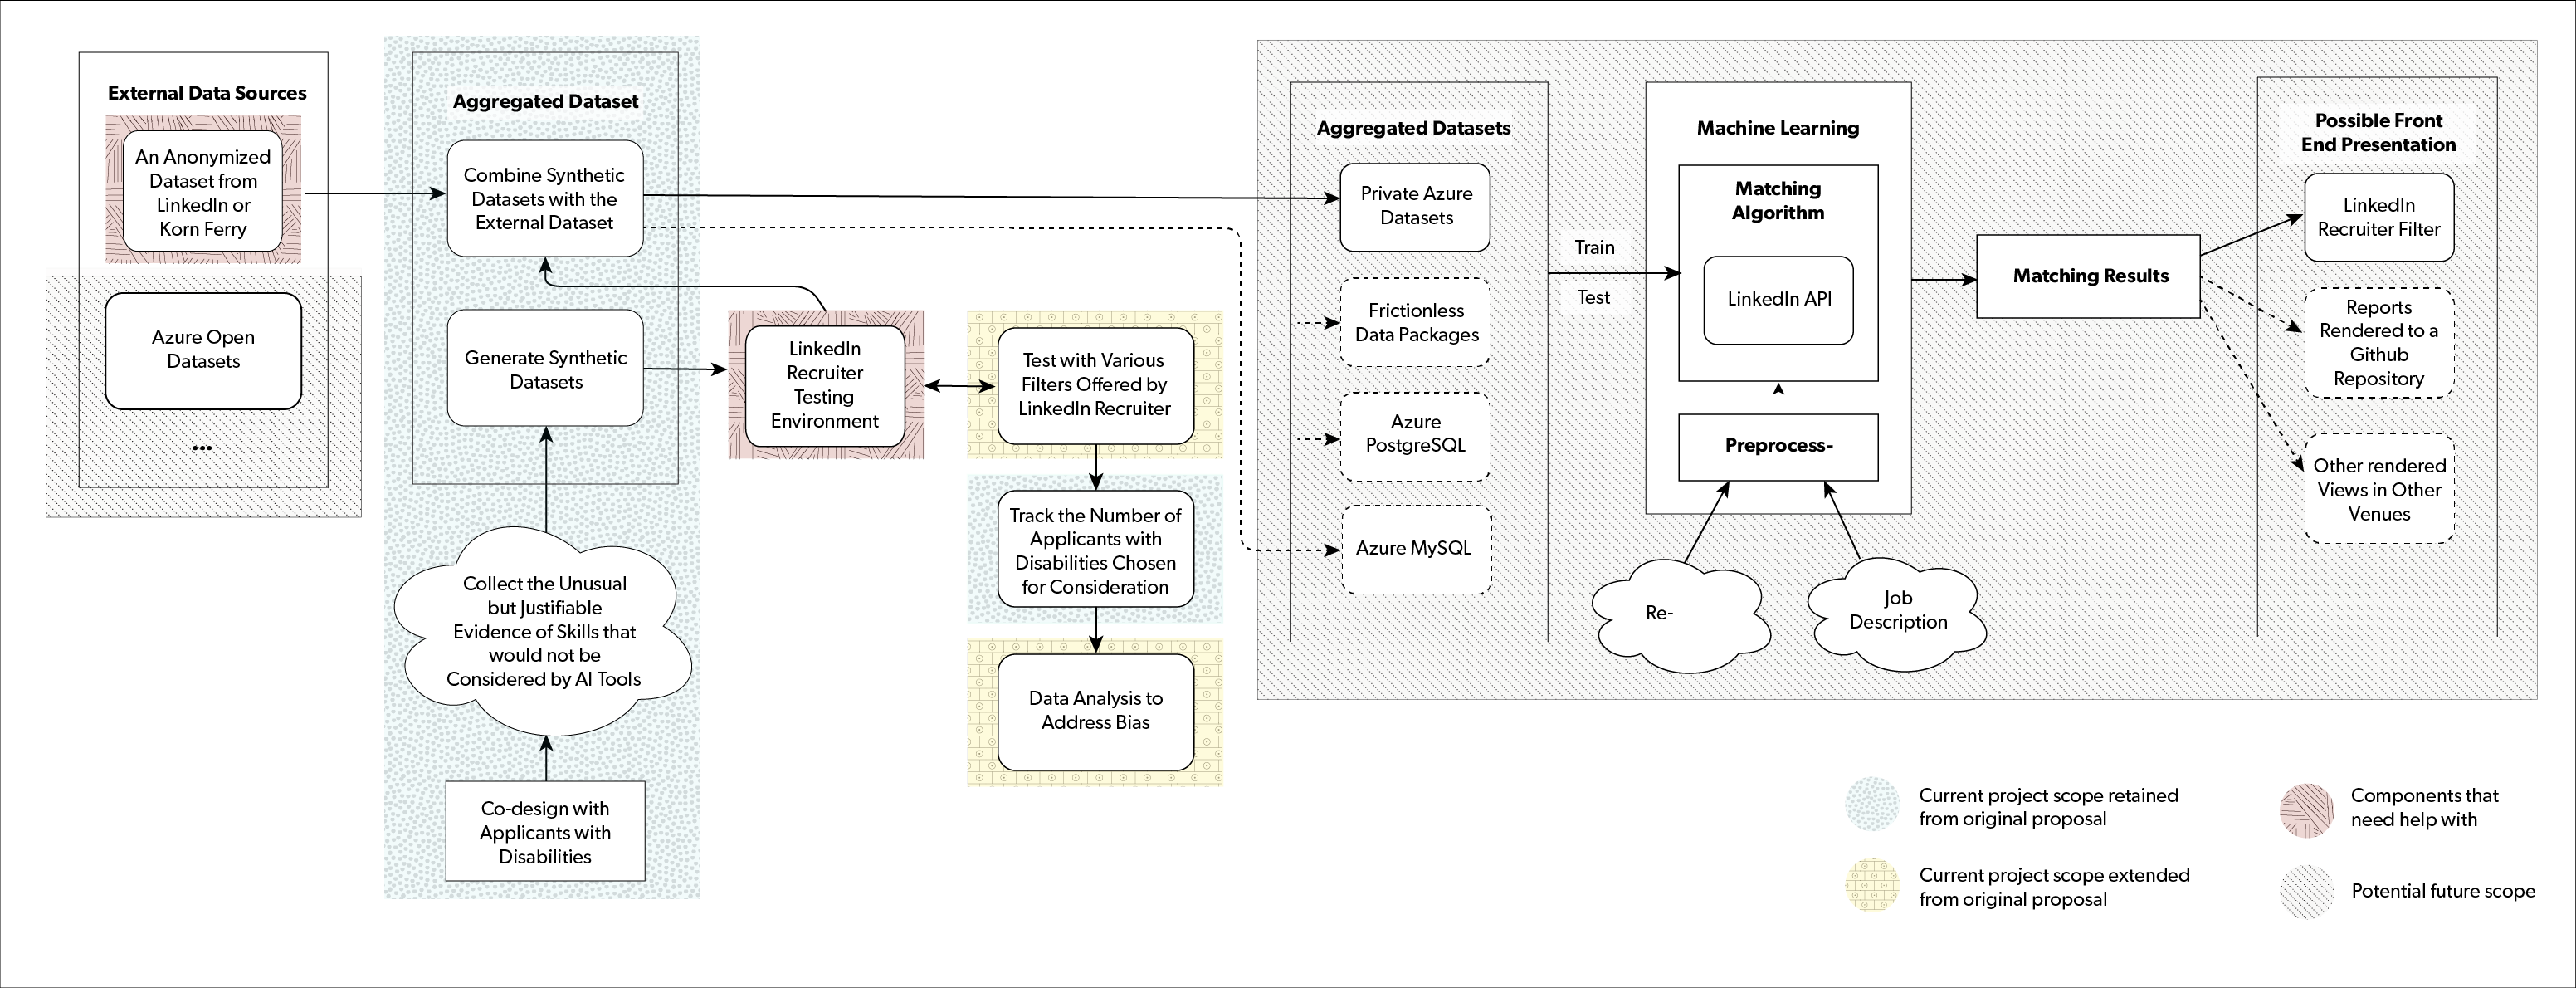 External Data Sources
An Anonymized
Dataset from
LinkedIn or
Korn Ferry
Azure Open
Datasets
...
Aggregated Dataset
Combine Synthetic
Datasets with the
External Dataset
Generate Synthetic
Datasets
Collect the Unusual
but Justifiable
Evidence of Skills that
would not be
Considered by AI Tools
Co-design with
Applicants with
Disabilities
LinkedIn
Recruiter
Testing
Environment
Test with Various
Filters Offered by
LinkedIn Recruiter
Track the Number of
Applicants with
Disabilities Chosen
for Consideration
Data Analysis to
Address Bias
Aggregated Datasets
Private Azure
Datasets
Frictionless
Data Packages
Azure
PostgreSQL
Azure MySQL
Train
Test
Machine Learning
Matching
Algorithm
LinkedIn API
Preprocess-
Re-
Job
Description
Matching Results
Possible Front
End Presentation
LinkedIn
Recruiter Filter
Reports
Rendered to a
Github
Repository
Other rendered
Views in Other
Venues
Current project scope retained
from original proposal
Current project scope extended
from original proposal
Components that
need help with
Potential future scope